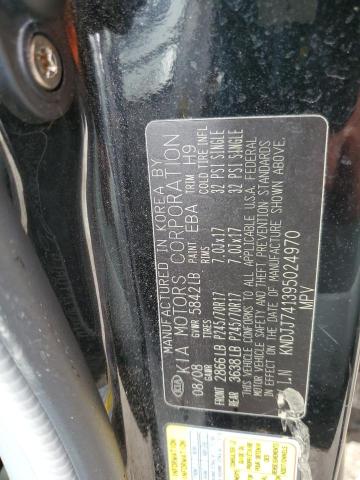 MANUFACTURED IN KOREA BY
KIA KIA MOTORS CORPORATION
08/08 GVWR 5842LB PAINT EBA TRIM H9
GAWR TIRES RIMS COLD TIRE INFL
FRONT 2866LB P245/70R17 7.0Jx17 32 PSI SINGLE
REAR 3638LB P245/70R17 7.0Jx17 32 PSI SINGLE
THIS VEHICLE CONFORMS TO ALL APPLICABLE U.S.A. FEDERAL
MOTOR VEHICLE SAFETY AND THEFT PREVENTION STANDARDS
IN EFFECT ON THE DATE OF MANUFACTURE SHOWN ABOVE.
KNDJJ741395024970
MPV